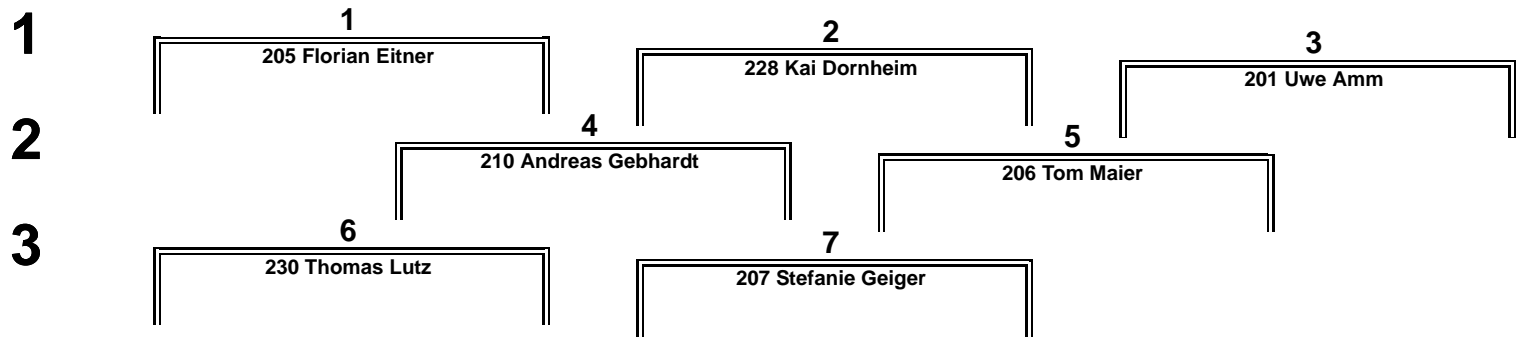 1
1
205 Florian Eitner
2
228 Kai Dornheim
3
201 Uwe Amm
2
4
210 Andreas Gebhardt
5
206 Tom Maier
3
6
230 Thomas Lutz
7
207 Stefanie Geiger